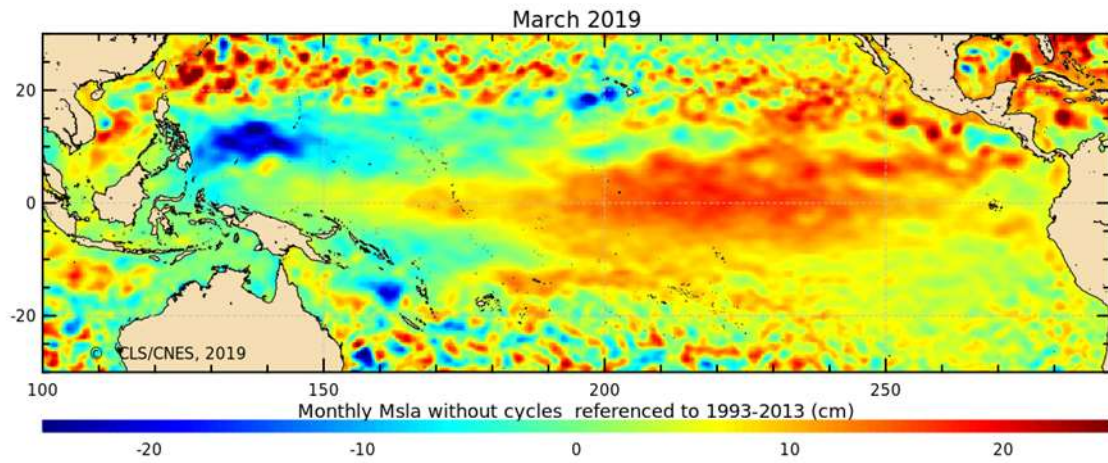 March 2019
20
0
-20
© CLS/CNES, 2019
100 150 200 250
Monthly Msla without cycles referenced to 1993-2013 (cm)
-20 -10 0 10 20